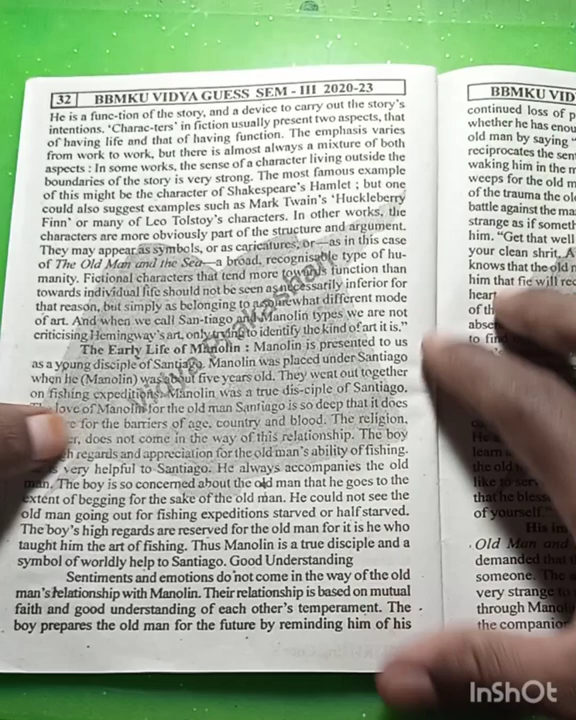 32 BBMKU VIDYA GUESS SEM - III 2020-23
He is a func-tion of the story, and a device to carry out the story's
intentions. 'Charac-ters' in fiction usually present two aspects, that
of having life and that of having function. The emphasis varies
from work to work, but there is almost always a mixture of both
aspects : In some works, the sense of a character living outside the
boundaries of the story is very strong. The most famous example
of this might be the character of Shakespeare's Hamlet ; but one
could also suggest examples such as Mark Twain's 'Huckleberry
Finn' or many of Leo Tolstoy's characters. In other works, the
characters are more obviously part of the structure and argument.
They may appear as symbols, or as caricatures, or—as in this case
of The Old Man and the Sea—a broad, recognisable type of hu-
manity. Fictional characters that tend more towards function than
towards individual life should not be seen as necessarily inferior for
that reason, but simply as belonging to a somewhat different mode
of art. And when we call San-tiago and Manolin types we are not
criticising Hemingway's art, only trying to identify the kind of art it is."
The Early Life of Manolin : Manolin is presented to us
as a young disciple of Santiago. Manolin was placed under Santiago
when he (Manolin) was but five years old. They went out together
on fishing expeditions. Manolin was a true dis-ciple of Santiago.
love of Manolin for the old man Santiago is so deep that it does
for the barriers of age, country and blood. The religion,
does not come in the way of this relationship. The boy
regards and appreciation for the old man's ability of fishing.
is very helpful to Santiago. He always accompanies the old
man. The boy is so concerned about the old man that he goes to the
extent of begging for the sake of the old man. He could not see the
old man going out for fishing expeditions starved or half starved.
The boy's high regards are reserved for the old man for it is he who
taught him the art of fishing. Thus Manolin is a true disciple and a
symbol of worldly help to Santiago. Good Understanding
Sentiments and emotions do not come in the way of the old
man's relationship with Manolin. Their relationship is based on mutual
faith and good understanding of each other's temperament. The
boy prepares the old man for the future by reminding him of his
BBMKU VID
continued loss of p
whether he has enou
old man by saying "
reciprocates the sent
waking him in the m
weeps for the old m
of the trauma the ol
battle against the ma
strange as if someth
him. "Get that well
your clean shrit. A
knows that the old m
him that fie will rec
heart
of th
abse
to fin
learn a
the old
like to serv
that he bless
of yourself."
His im
Old Man and
demanded that
someone. The
very strange to
through Manol
the companion
InShOt